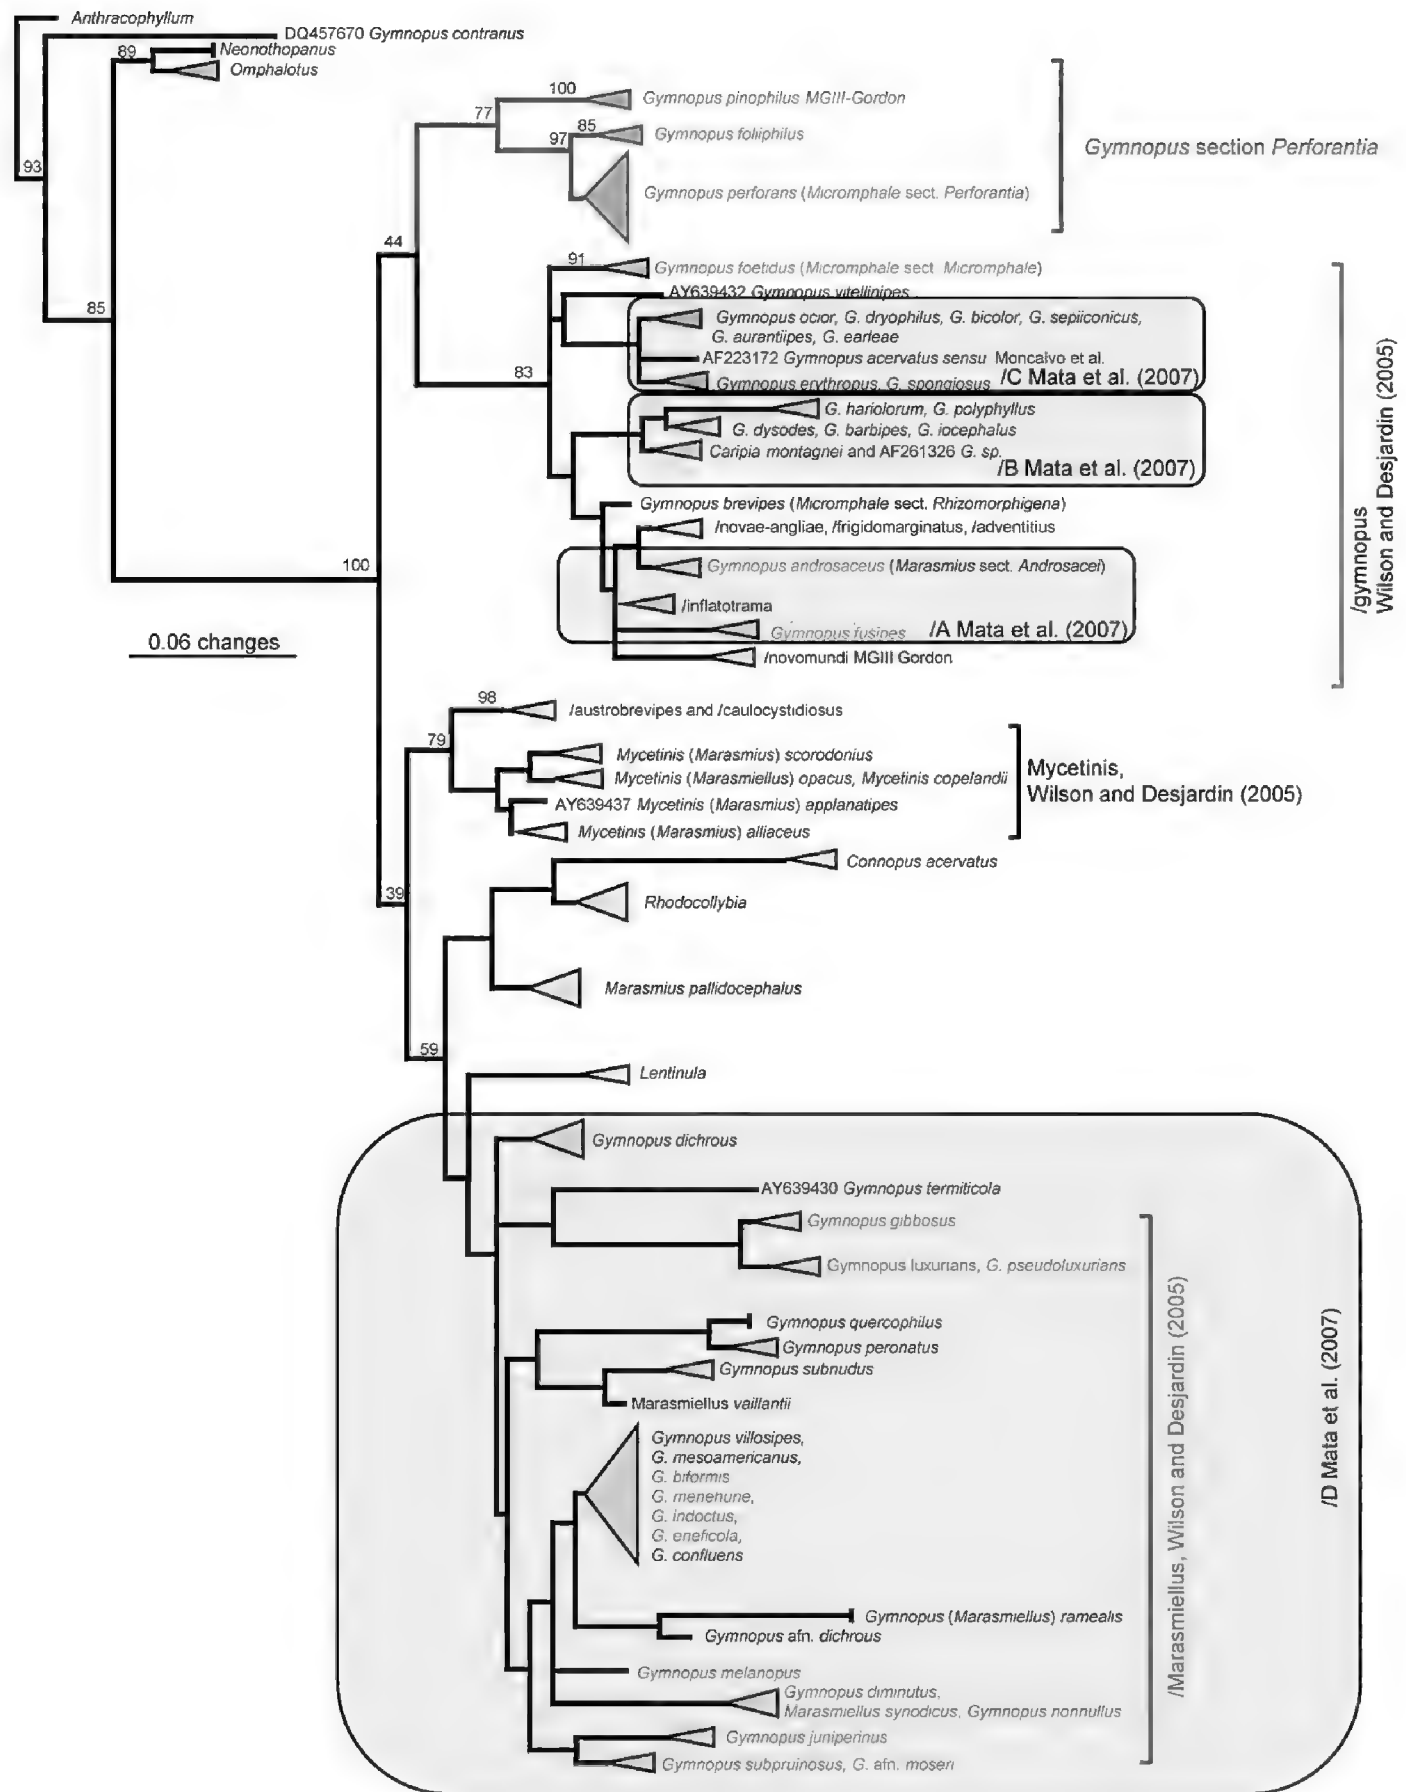 Anthracophyllum
DQ457670 Gymnopus contranus
89
Neonothopanus
Omphalotus
100
Gymnopus pinophilus MGIII-Gordon
77
85
Gymnopus foliiphilus
97
Gymnopus section Perforantia
93
Gymnopus perforans (Micromphale sect. Perforantia)
44
91
Gymnopus foetidus (Micromphale sect. Micromphale)
AY639432 Gymnopus vitellinipes
85
Gymnopus ocior, G. dryophilus, G. bicolor, G. sepiiconicus,
G. aurantiipes, G. earleae
AF223172 Gymnopus acervatus sensu Moncalvo et al.
83
Gymnopus erythropus, G. spongiosus
/C Mata et al. (2007)
G. hariolorum, G. polyphyllus
G. dysodes, G. barbipes, G. iocephalus
Caripia montagnei and AF261326 G. sp.
/B Mata et al. (2007)
/gymnopus
Wilson and Desjardin (2005)
Gymnopus brevipes (Micromphale sect. Rhizomorphigena)
/novae-angliae, /frigidomarginatus, /adventitius
100
Gymnopus androsaceus (Marasmius sect. Androsacei)
/inflatotrama
Gymnopus fusipes
/A Mata et al. (2007)
0.06 changes
/novomundi MGIII Gordon
98
/austrobrevipes and /caulocystidiosus
79
Mycetinis (Marasmius) scorodonius
Mycetinis (Marasmiellus) opacus, Mycetinis copelandii
Mycetinis,
Wilson and Desjardin (2005)
AY639437 Mycetinis (Marasmius) applanatipes
Mycetinis (Marasmius) alliaceus
Connopus acervatus
39
Rhodocollybia
Marasmius pallidocephalus
59
Lentinula
Gymnopus dichrous
AY639430 Gymnopus termiticola
Gymnopus gibbosus
Gymnopus luxurians, G. pseudoluxurians
Gymnopus quercophilus
Gymnopus peronatus
Gymnopus subnudus
Marasmiellus vaillantii
Gymnopus villosipes,
G. mesoamericanus,
G. biformis
G. menehune,
G. indoctus,
G. eneficola,
G. confluens
/Marasmiellus, Wilson and Desjardin (2005)
/D Mata et al. (2007)
Gymnopus (Marasmiellus) ramealis
Gymnopus afn. dichrous
Gymnopus melanopus
Gymnopus diminutus,
Marasmiellus synodicus, Gymnopus nonnullus
Gymnopus juniperinus
Gymnopus subpruinosus, G. afn. moseri